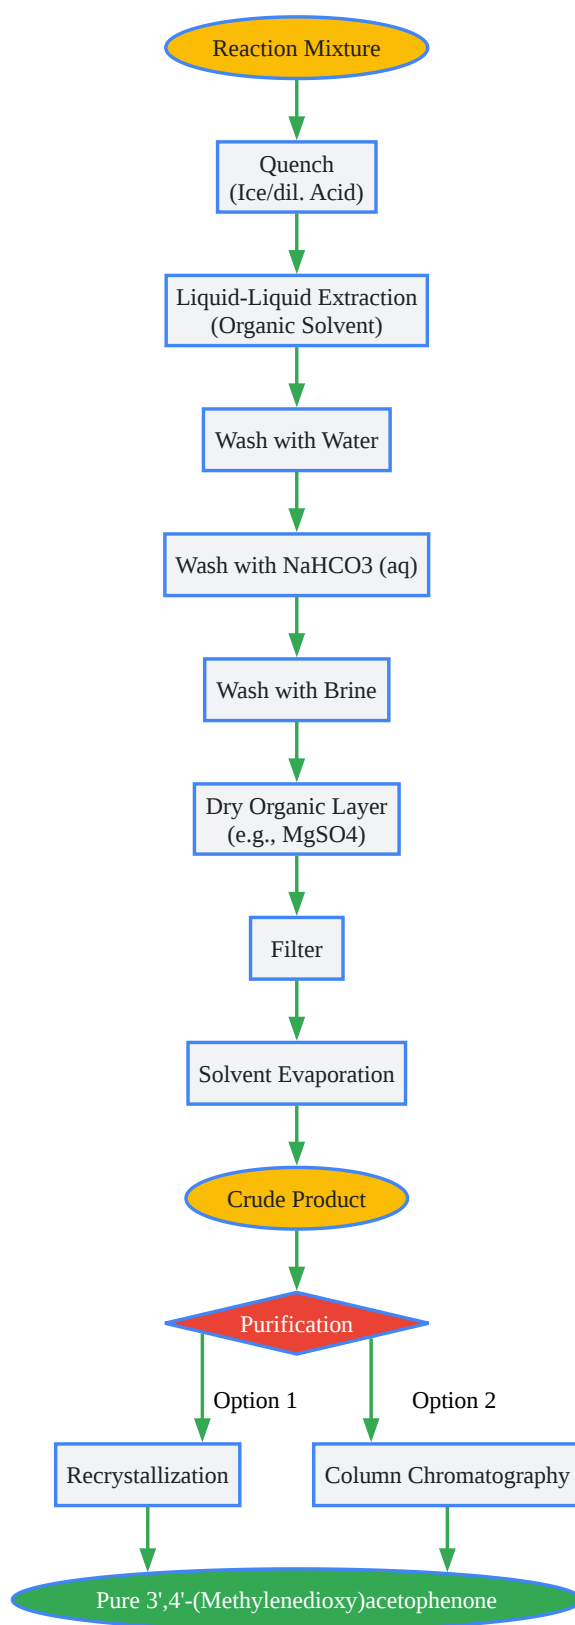 Reaction Mixture
Quench
(Ice/dil. Acid)
Liquid-Liquid Extraction
(Organic Solvent)
Wash with Water
Wash with NaHCO3 (aq)
Wash with Brine
Dry Organic Layer
(e.g., MgSO4)
Filter
Solvent Evaporation
Crude Product
Purification
Option 1
Option 2
Recrystallization
Column Chromatography
Pure 3',4'-(Methylenedioxy)acetophenone